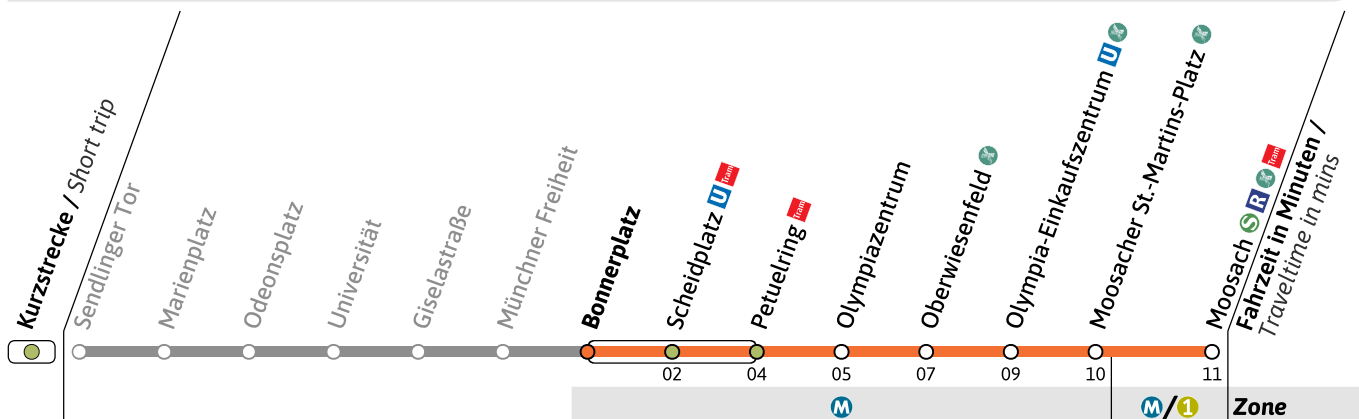 Kurzstrecke / Short trip
Sendlinger Tor
Marienplatz
Odeonsplatz
Universität
Giselastraße
Münchner Freiheit
Bonnerplatz
Scheidplatz U Tram
Petuelring Tram
Olympiazentrum
Oberwiesenfeld
Olympia-Einkaufszentrum U
Moosacher St.-Martins-Platz
Moosach S R Tram
Fahrzeit in Minuten /
Traveltime in mins
02 04 05 07 09 10 11
M M/1 Zone